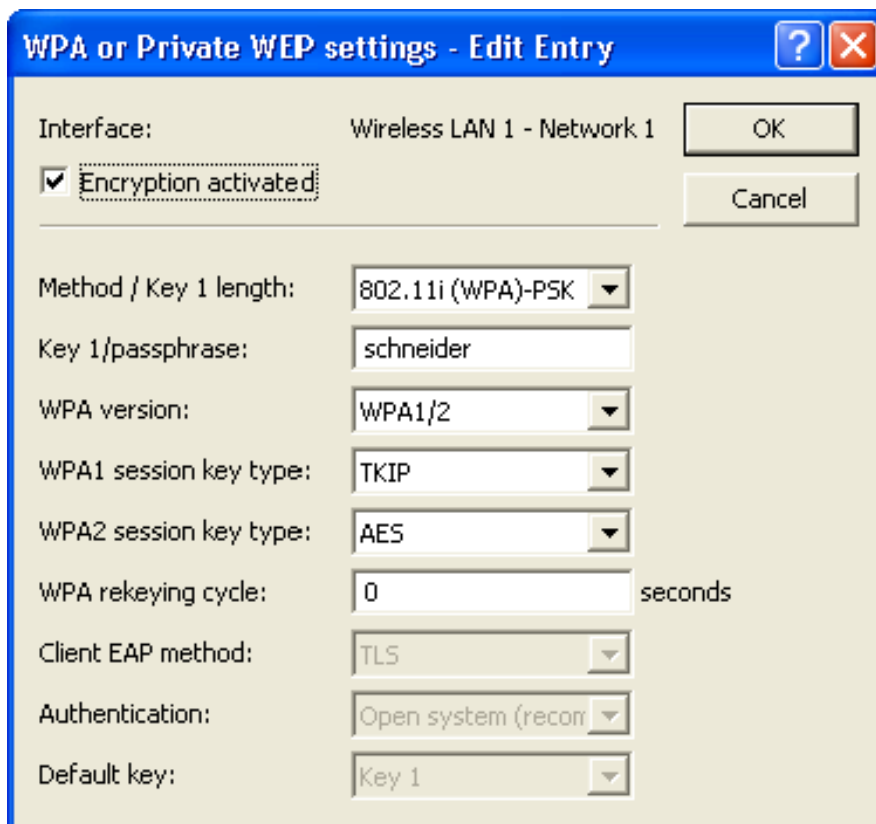 WPA or Private WEP settings - Edit Entry
Interface: Wireless LAN 1 - Network 1 OK
Encryption activated
Cancel
Method / Key 1 length: 802.11i (WPA)-PSK
Key 1/passphrase: schneider
WPA version: WPA1/2
WPA1 session key type: TKIP
WPA2 session key type: AES
WPA rekeying cycle: 0 seconds
Client EAP method: TLS
Authentication: Open system (recom
Default key: Key 1